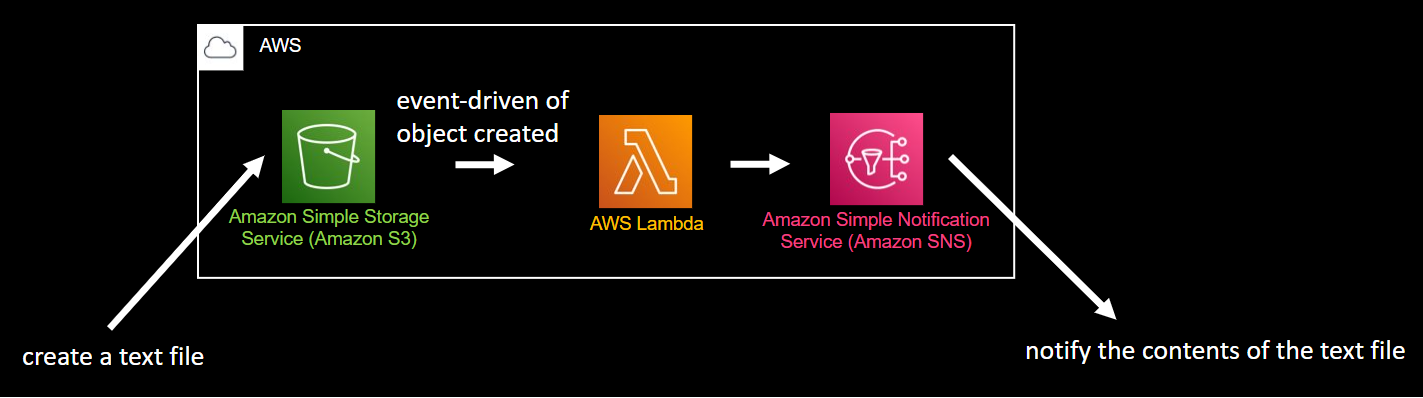 AWS
event-driven of
object created
Amazon Simple Storage
Service (Amazon S3)
AWS Lambda
Amazon Simple Notification
Service (Amazon SNS)
create a text file
notify the contents of the text file